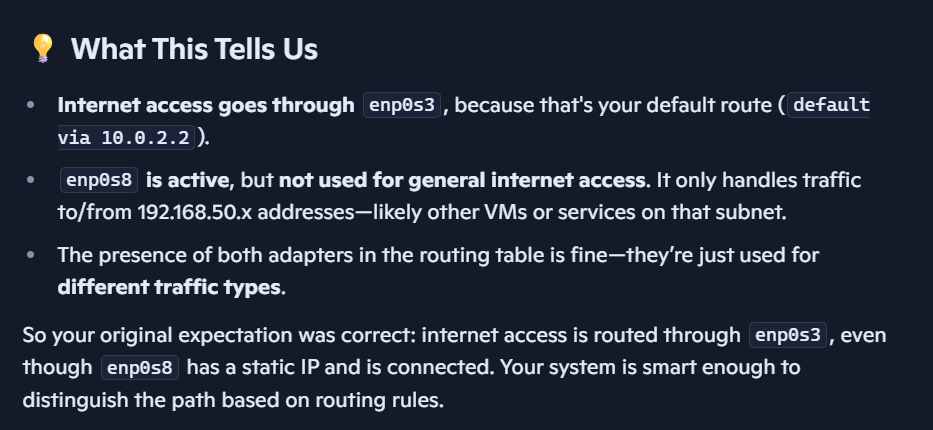 💡 What This Tells Us
• Internet access goes through enp0s3, because that's your default route (default
via 10.0.2.2).
• enp0s8 is active, but not used for general internet access. It only handles traffic
to/from 192.168.50.x addresses—likely other VMs or services on that subnet.
• The presence of both adapters in the routing table is fine—they’re just used for
different traffic types.
So your original expectation was correct: internet access is routed through enp0s3, even
though enp0s8 has a static IP and is connected. Your system is smart enough to
distinguish the path based on routing rules.